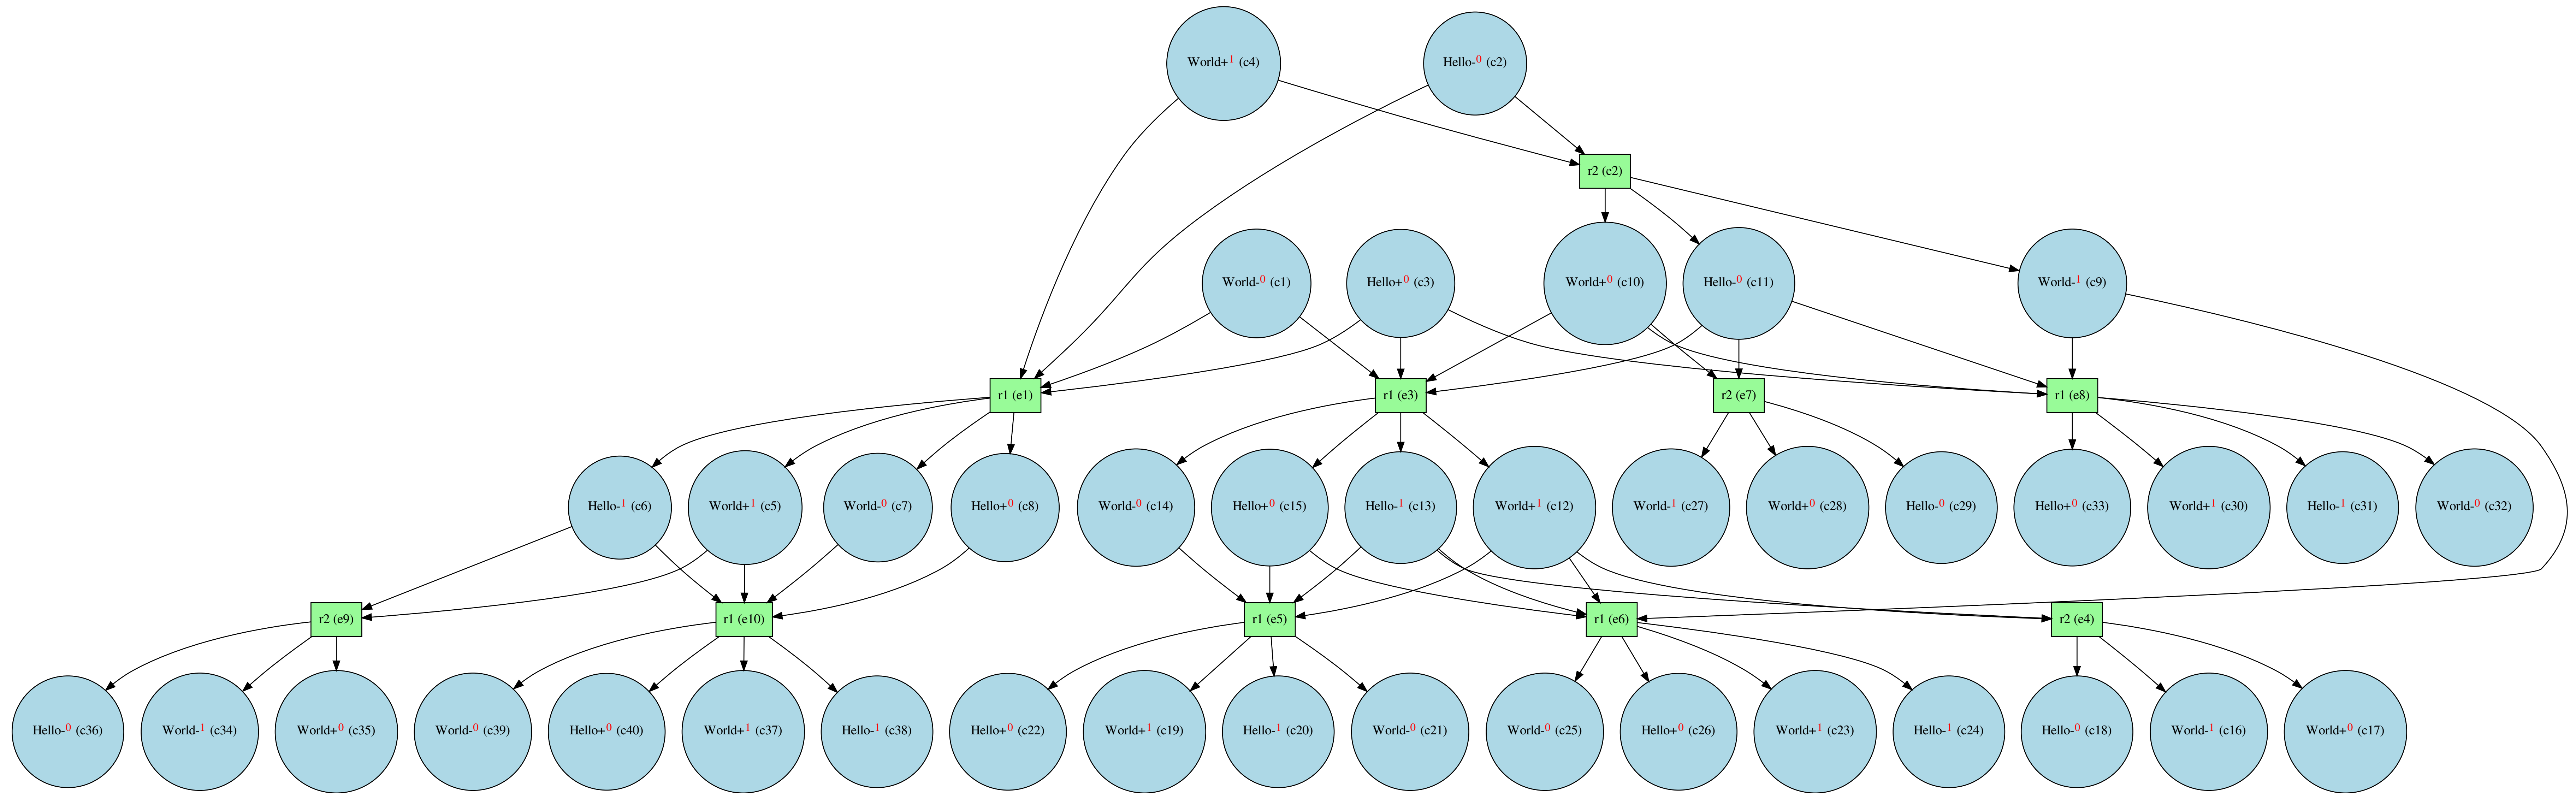 World+1 (c4)
Hello-0 (c2)
r2 (e2)
World-0 (c1)
Hello+0 (c3)
World+0 (c10)
Hello-0 (c11)
World-1 (c9)
r1 (e1)
r1 (e3)
r2 (e7)
r1 (e8)
Hello-1 (c6)
World+1 (c5)
World-0 (c7)
Hello+0 (c8)
World-0 (c14)
Hello+0 (c15)
Hello-1 (c13)
World+1 (c12)
World-1 (c27)
World+0 (c28)
Hello-0 (c29)
Hello+0 (c33)
World+1 (c30)
Hello-1 (c31)
World-0 (c32)
r2 (e9)
r1 (e10)
r1 (e5)
r1 (e6)
r2 (e4)
Hello-0 (c36)
World-1 (c34)
World+0 (c35)
World-0 (c39)
Hello+0 (c40)
World+1 (c37)
Hello-1 (c38)
Hello+0 (c22)
World+1 (c19)
Hello-1 (c20)
World-0 (c21)
World-0 (c25)
Hello+0 (c26)
World+1 (c23)
Hello-1 (c24)
Hello-0 (c18)
World-1 (c16)
World+0 (c17)